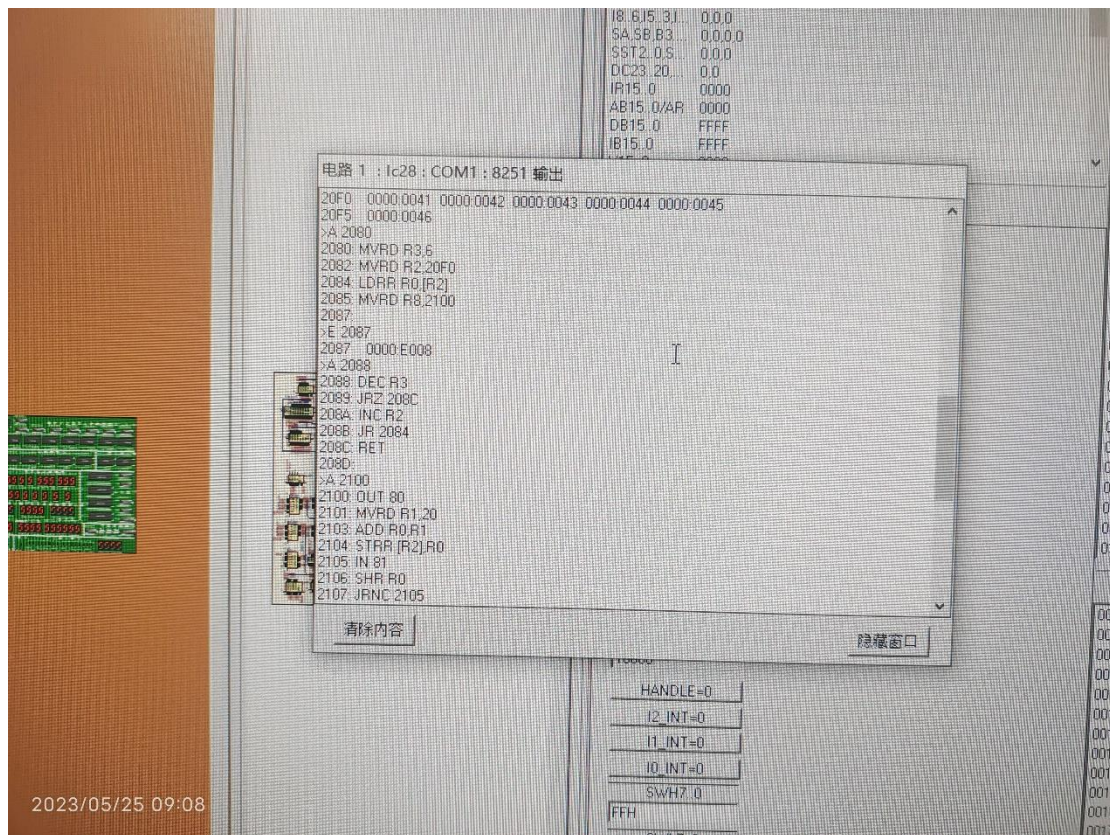 I8..6,I5..3,I... 0,0,0
SA,SB,B3... 0,0,0,0
SST2..0,S... 0,0,0
DC23..20,... 0,0
IR15..0 0000
AB15..0/AR 0000
DB15..0 FFFF
IB15..0 FFFF
电路 1 : Ic28 : COM1 : 8251 输出
20F0 0000:0041 0000:0042 0000:0043 0000:0044 0000:0045
20F5 0000:0046
>A 2080
2080: MVRD R3,6
2082: MVRD R2,20F0
2084: LDRR R0,[R2]
2085: MVRD R8,2100
2087:
>E 2087
2087 0000:E008
>A 2088
2088: DEC R3
2089: JRZ 208C
208A: INC R2
208B: JR 2084
208C: RET
208D:
>A 2100
2100: OUT 80
2101: MVRD R1,20
2103: ADD R0,R1
2104: STRR [R2],R0
2105: IN 81
2106: SHR R0
2107: JRNC 2105
清除内容
隐藏窗口
HANDLE=0
I2_INT=0
I1_INT=0
I0_INT=0
SWH7..0
FFH
2023/05/25 09:08